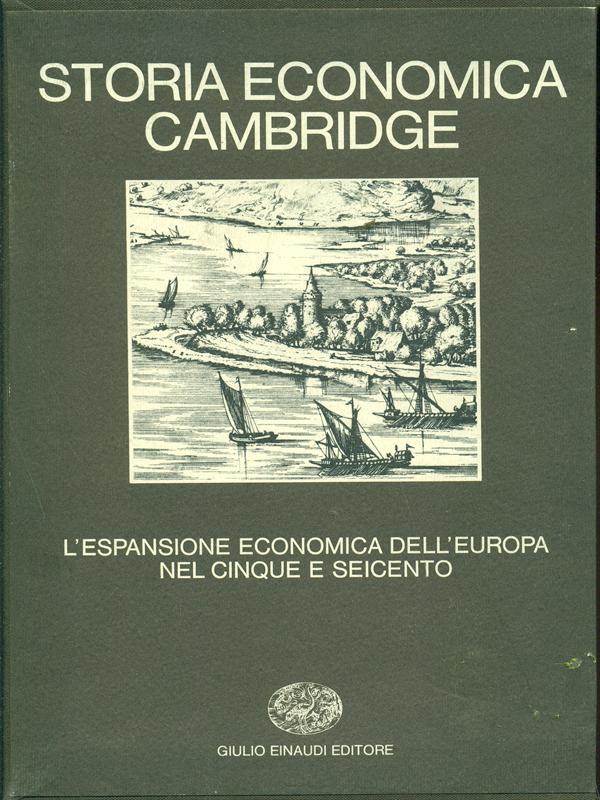 STORIA ECONOMICA
CAMBRIDGE
L'ESPANSIONE ECONOMICA DELL'EUROPA
NEL CINQUE E SEICENTO
GIULIO EINAUDI EDITORE